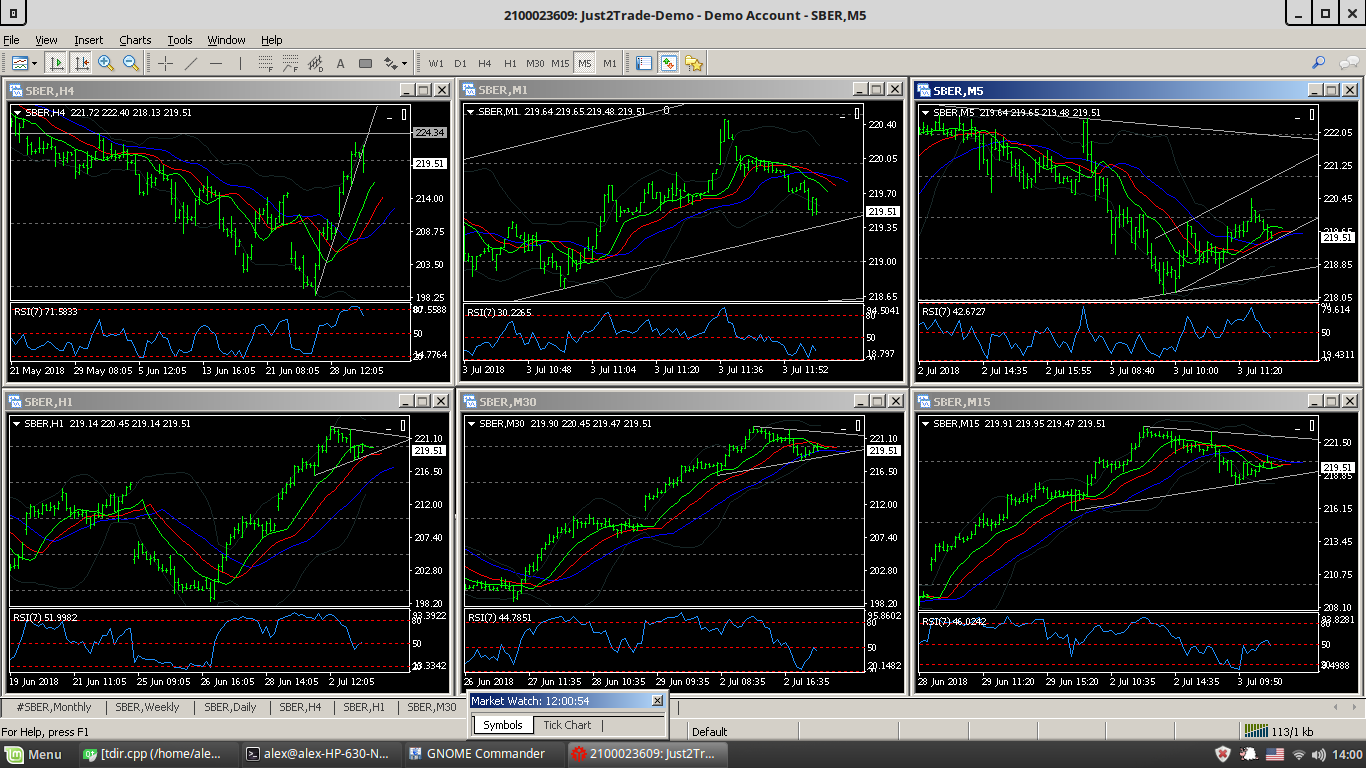 2100023609: Just2Trade-Demo - Demo Account - SBER,M5
File View Insert Charts Tools Window Help
A W1 D1 H4 H1 M30 M15 M5 M1
SBER,H4
SBER,H4 221.72 222.40 218.13 219.51
224.34
219.51
214.00
208.75
203.50
198.25
RSI(7) 71.5833
50
21 May 2018 29 May 08:05 5 Jun 12:05 13 Jun 16:05 21 Jun 08:05 28 Jun 12:05
SBER,M1
SBER,M1 219.64 219.65 219.48 219.51
0
220.40
220.05
219.70
219.51
219.35
219.00
218.65
RSI(7) 30.2265
80
50
18.797
3 Jul 2018 3 Jul 10:48 3 Jul 11:04 3 Jul 11:20 3 Jul 11:36 3 Jul 11:52
SBER,M5
SBER,M5 219.64 219.65 219.48 219.51
222.05
221.25
220.45
219.51
218.85
218.05
RSI(7) 42.6727
79.614
50
19.4311
2 Jul 2018 2 Jul 14:35 2 Jul 15:55 3 Jul 08:40 3 Jul 10:00 3 Jul 11:20
SBER,H1
SBER,H1 219.14 220.45 219.14 219.51
221.10
219.51
216.50
212.00
207.40
202.80
198.20
RSI(7) 51.9982
80
50
19 Jun 2018 21 Jun 11:05 25 Jun 09:05 26 Jun 16:05 28 Jun 14:05 2 Jul 12:05
SBER,M30
SBER,M30 219.90 220.45 219.47 219.51
221.10
219.51
216.50
212.00
207.40
202.80
198.20
RSI(7) 44.7851
95.8602
80
50
26 Jun 2018 27 Jun 11:35 28 Jun 10:35 29 Jun 09:35 2 Jul 08:35 2 Jul 16:35
SBER,M15
SBER,M15 219.91 219.95 219.47 219.51
221.50
219.51
218.85
216.15
213.45
210.75
208.10
RSI(7) 46.0242
80
50
28 Jun 2018 29 Jun 11:50 29 Jun 15:50 2 Jul 10:35 2 Jul 14:35 3 Jul 09:50
#SBER,Monthly SBER,Weekly SBER,Daily SBER,H4 SBER,H1 SBER,M30
Market Watch: 12:00:54
Symbols Tick Chart
For Help, press F1
Default
113/1 kb
Menu
[tdir.cpp (/home/ale...
alex@alex-HP-630-N...
GNOME Commander
2100023609: Just2Tr...
14:00